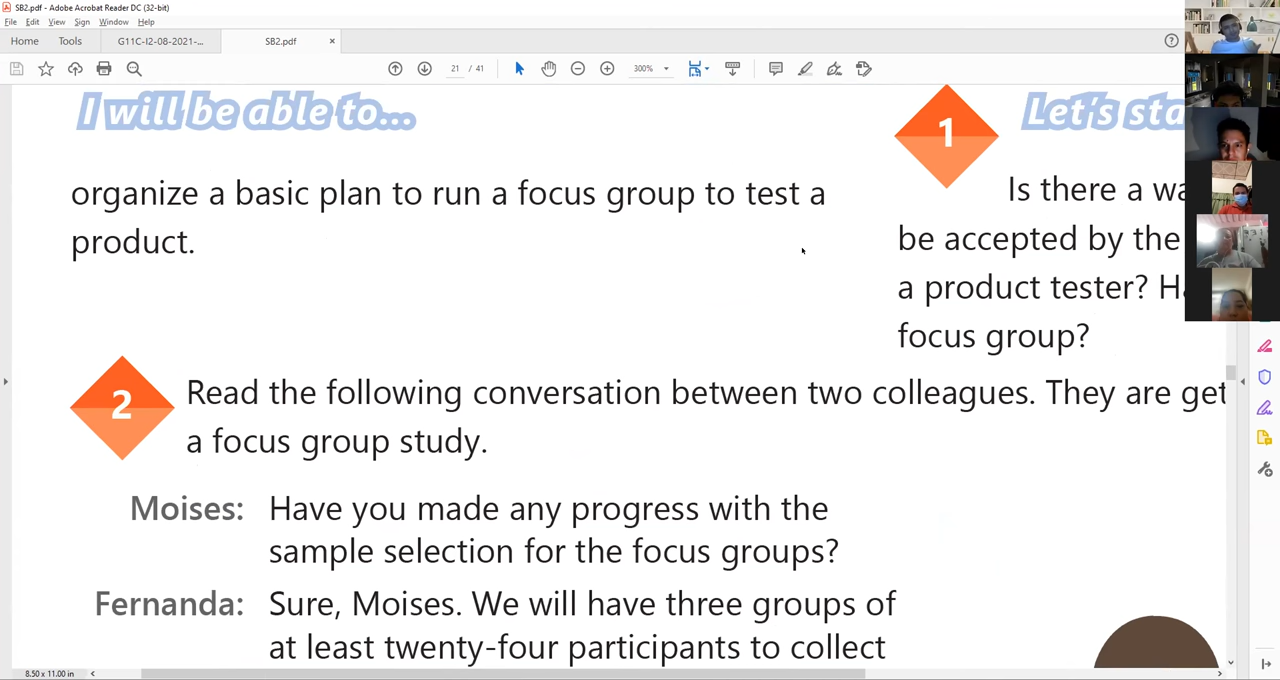 SB2.pdf - Adobe Acrobat Reader DC (32-bit)
File Edit View Sign Window Help
Home Tools G11C-I2-08-2021-... SB2.pdf ×
21 / 41 300%
I will be able to...
organize a basic plan to run a focus group to test a
product.
1
Let's sta
Is there a wa
be accepted by the
a product tester? Ha
focus group?
2
Read the following conversation between two colleagues. They are get
a focus group study.
Moises: Have you made any progress with the
sample selection for the focus groups?
Fernanda: Sure, Moises. We will have three groups of
at least twenty-four participants to collect
8.50 x 11.00 in